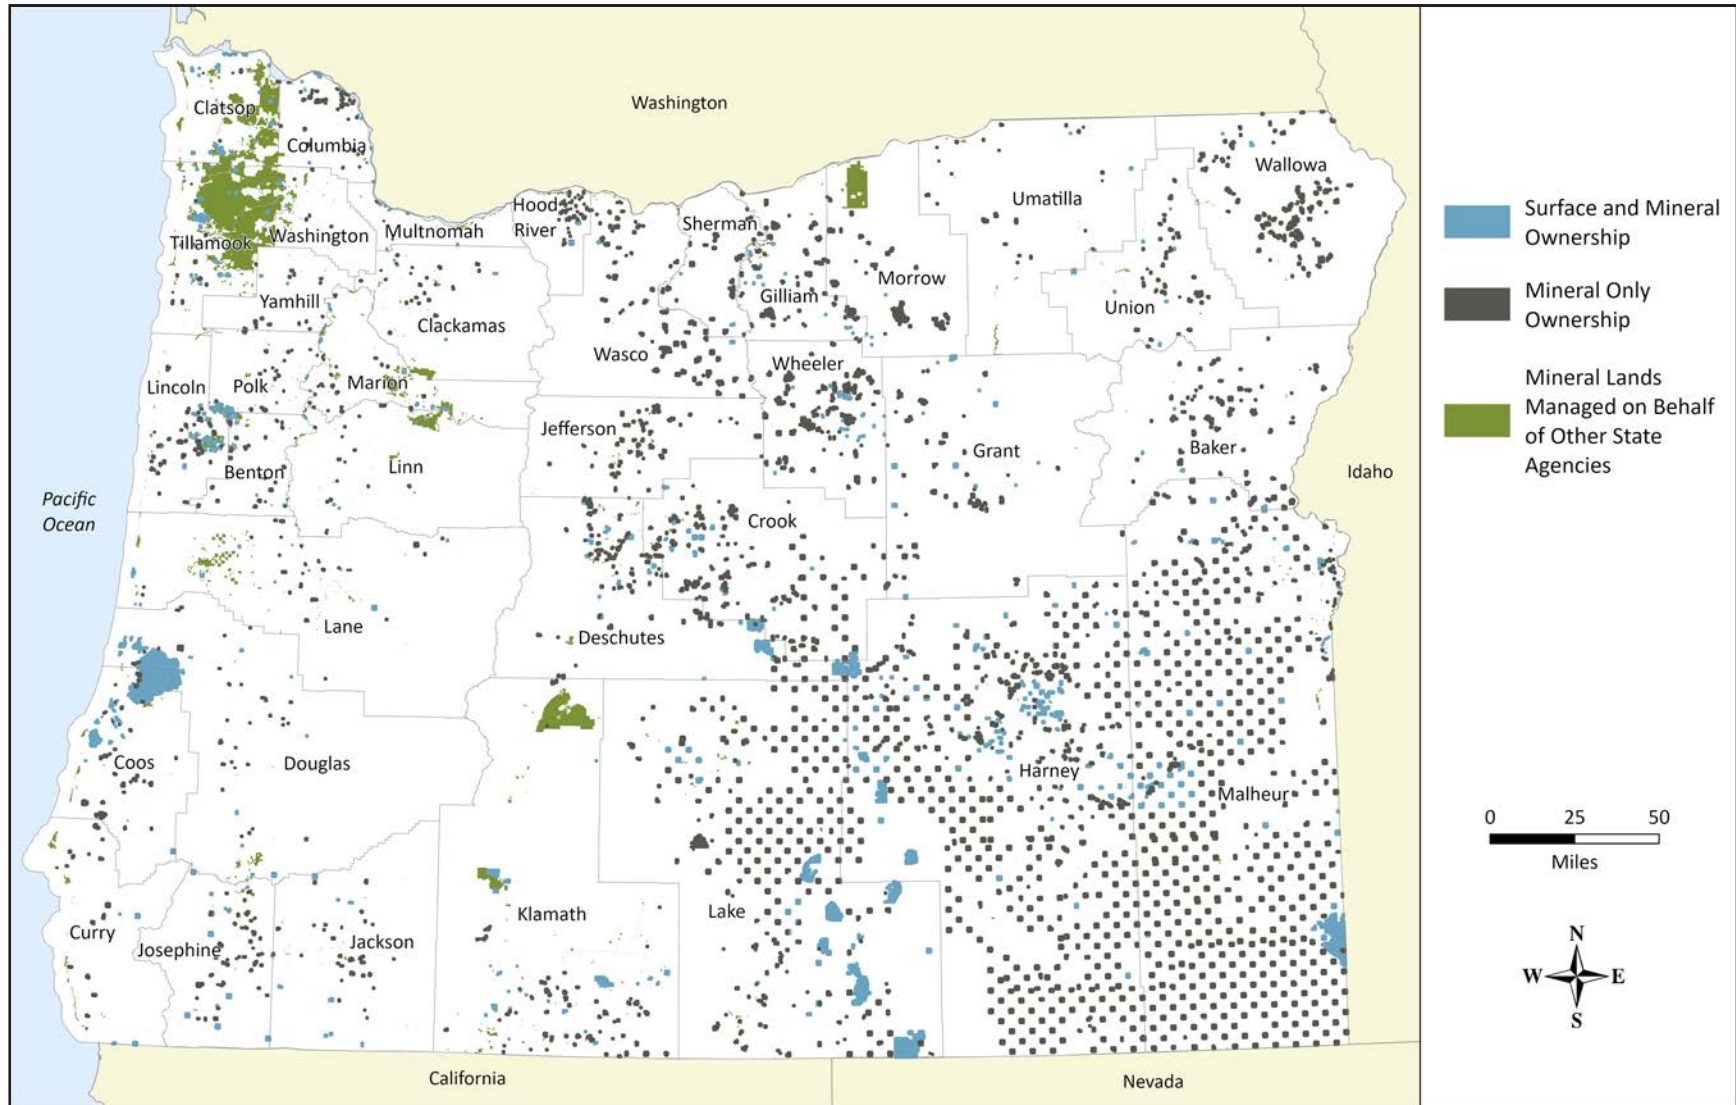 Washington
Clatsop
Columbia
Wallowa
Hood
River
Umatilla
Sherman
Tillamook
Washington
Multnomah
Morrow
Gilliam
Yamhill
Union
Clackamas
Wasco
Wheeler
Lincoln
Polk
Marion
Jefferson
Grant
Baker
Benton
Linn
Idaho
Pacific
Ocean
Crook
Lane
Deschutes
Coos
Douglas
Harney
Malheur
Klamath
Lake
Curry
Josephine
Jackson
California
Nevada
Surface and Mineral
Ownership
Mineral Only
Ownership
Mineral Lands
Managed on Behalf
of Other State
Agencies
0 25 50
Miles
N
W E
S